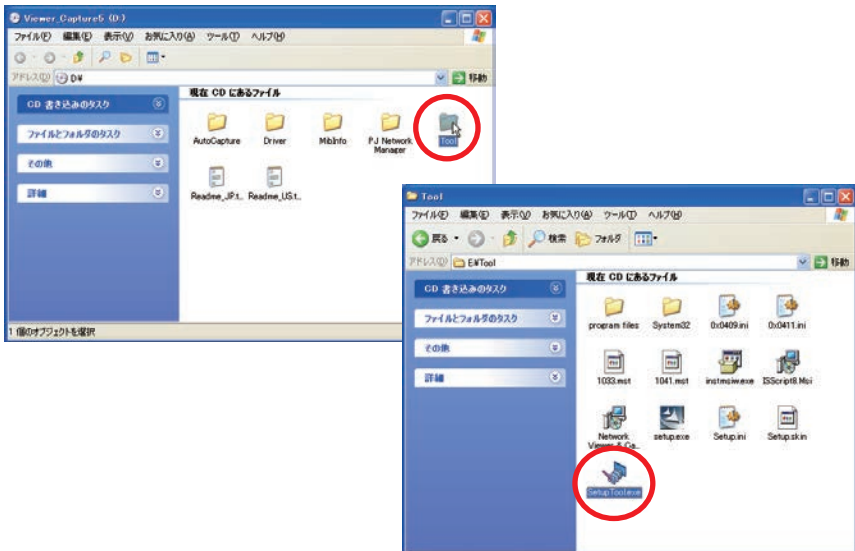 Viewer_Capture5 (D:)
ファイル(F) 編集(E) 表示(V) お気に入り(A) ツール(T) ヘルプ(H)
アドレス(D) D:¥ 移動
CD 書き込みのタスク
ファイルとフォルダのタスク
その他
詳細
現在 CD にあるファイル
AutoCapture Driver MibInfo PJ Network Manager Tool
Readme_JP.t... Readme_US.t...
1 個のオブジェクトを選択
Tool
ファイル(F) 編集(E) 表示(V) お気に入り(A) ツール(T) ヘルプ(H)
戻る 検索 フォルダ
アドレス(D) E:¥Tool 移動
CD 書き込みのタスク
ファイルとフォルダのタスク
その他
詳細
現在 CD にあるファイル
program files System32 0x0409.ini 0x0411.ini
1033.mst 1041.mst instmsiw.exe ISScript8.Msi
Network Viewer & Ca... setup.exe Setup.ini Setup.skin
SetupTool.exe